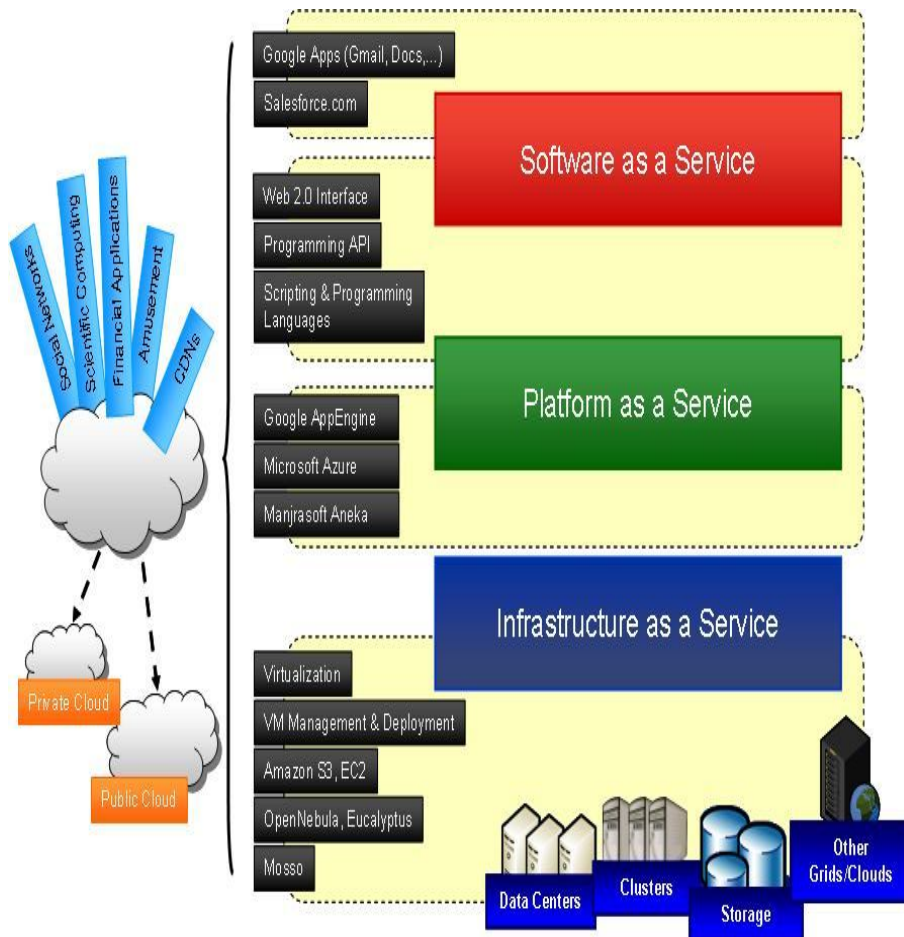 Social Networks
Scientific Computing
Financial Applications
Amusement
CDNs
Private Cloud
Public Cloud
Google Apps (Gmail, Docs,...)
Salesforce.com
Software as a Service
Web 2.0 Interface
Programming API
Scripting & Programming
Languages
Platform as a Service
Google AppEngine
Microsoft Azure
Manjrasoft Aneka
Infrastructure as a Service
Virtualization
VM Management & Deployment
Amazon S3, EC2
OpenNebula, Eucalyptus
Mosso
Data Centers
Clusters
Storage
Other
Grids/Clouds